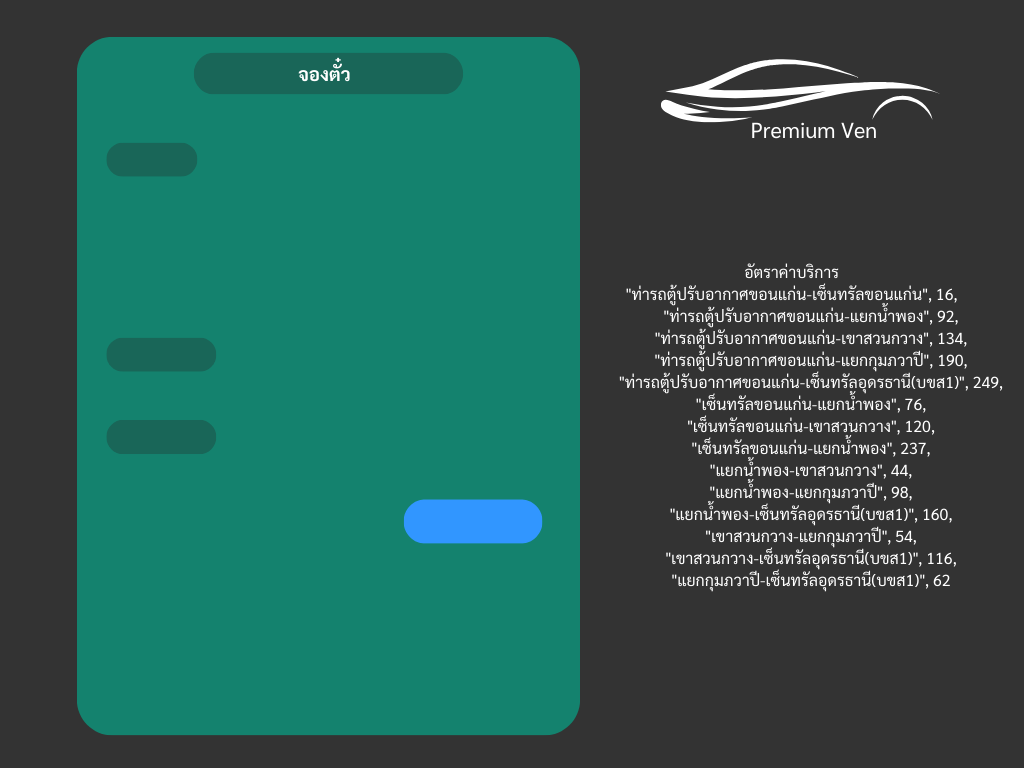 จองตั๋ว
Premium Ven
อัตราค่าบริการ
"ท่ารถตู้ปรับอากาศขอนแก่น-เซ็นทรัลขอนแก่น", 16,
"ท่ารถตู้ปรับอากาศขอนแก่น-แยกน้ำพอง", 92,
"ท่ารถตู้ปรับอากาศขอนแก่น-เขาสวนกวาง", 134,
"ท่ารถตู้ปรับอากาศขอนแก่น-แยกกุมภวาปี", 190,
"ท่ารถตู้ปรับอากาศขอนแก่น-เซ็นทรัลอุดรธานี(บขส1)", 249,
"เซ็นทรัลขอนแก่น-แยกน้ำพอง", 76,
"เซ็นทรัลขอนแก่น-เขาสวนกวาง", 120,
"เซ็นทรัลขอนแก่น-แยกน้ำพอง", 237,
"แยกน้ำพอง-เขาสวนกวาง", 44,
"แยกน้ำพอง-แยกกุมภวาปี", 98,
"แยกน้ำพอง-เซ็นทรัลอุดรธานี(บขส1)", 160,
"เขาสวนกวาง-แยกกุมภวาปี", 54,
"เขาสวนกวาง-เซ็นทรัลอุดรธานี(บขส1)", 116,
"แยกกุมภวาปี-เซ็นทรัลอุดรธานี(บขส1)", 62